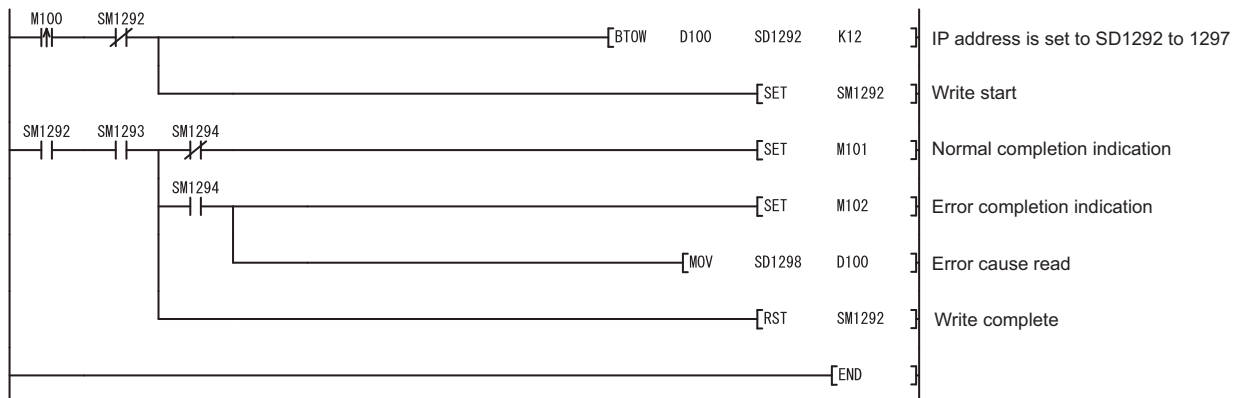 M100 SM1292
[BTOW D100 SD1292 K12 ] IP address is set to SD1292 to 1297
[SET SM1292 ] Write start
SM1292 SM1293 SM1294
[SET M101 ] Normal completion indication
SM1294
[SET M102 ] Error completion indication
[MOV SD1298 D100 ] Error cause read
[RST SM1292 ] Write complete
[END ]